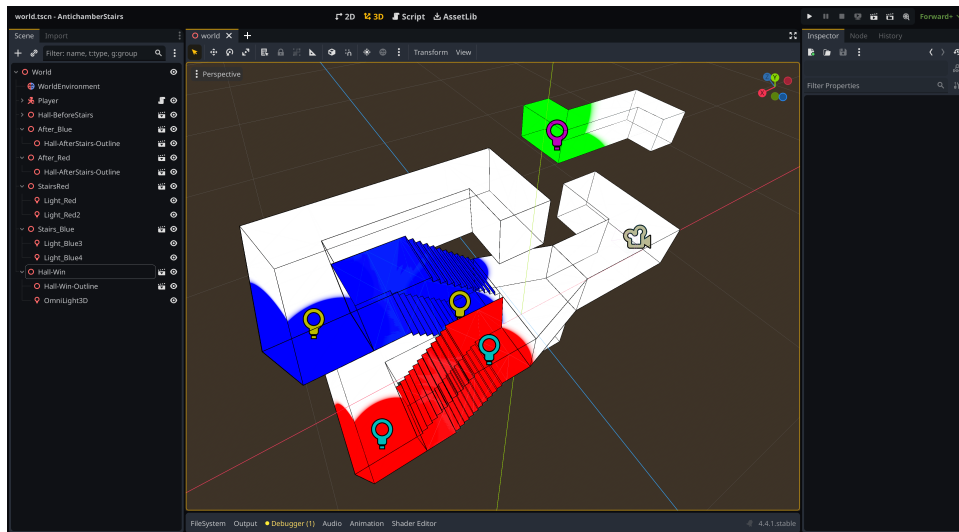 world.tscn - AntichamberStairs
2D 3D Script AssetLib
Forward+
Scene Import
world
Inspector Node History
Filter: name, t:type, g:group
Transform View
Perspective
Filter Properties
World
WorldEnvironment
Player
Hall-BeforeStairs
After_Blue
Hall-AfterStairs-Outline
After_Red
Hall-AfterStairs-Outline
StairsRed
Light_Red
Light_Red2
Stairs_Blue
Light_Blue3
Light_Blue4
Hall-Win
Hall-Win-Outline
OmniLight3D
Y
X
Z
FileSystem Output Debugger (1) Audio Animation Shader Editor
4.4.1.stable